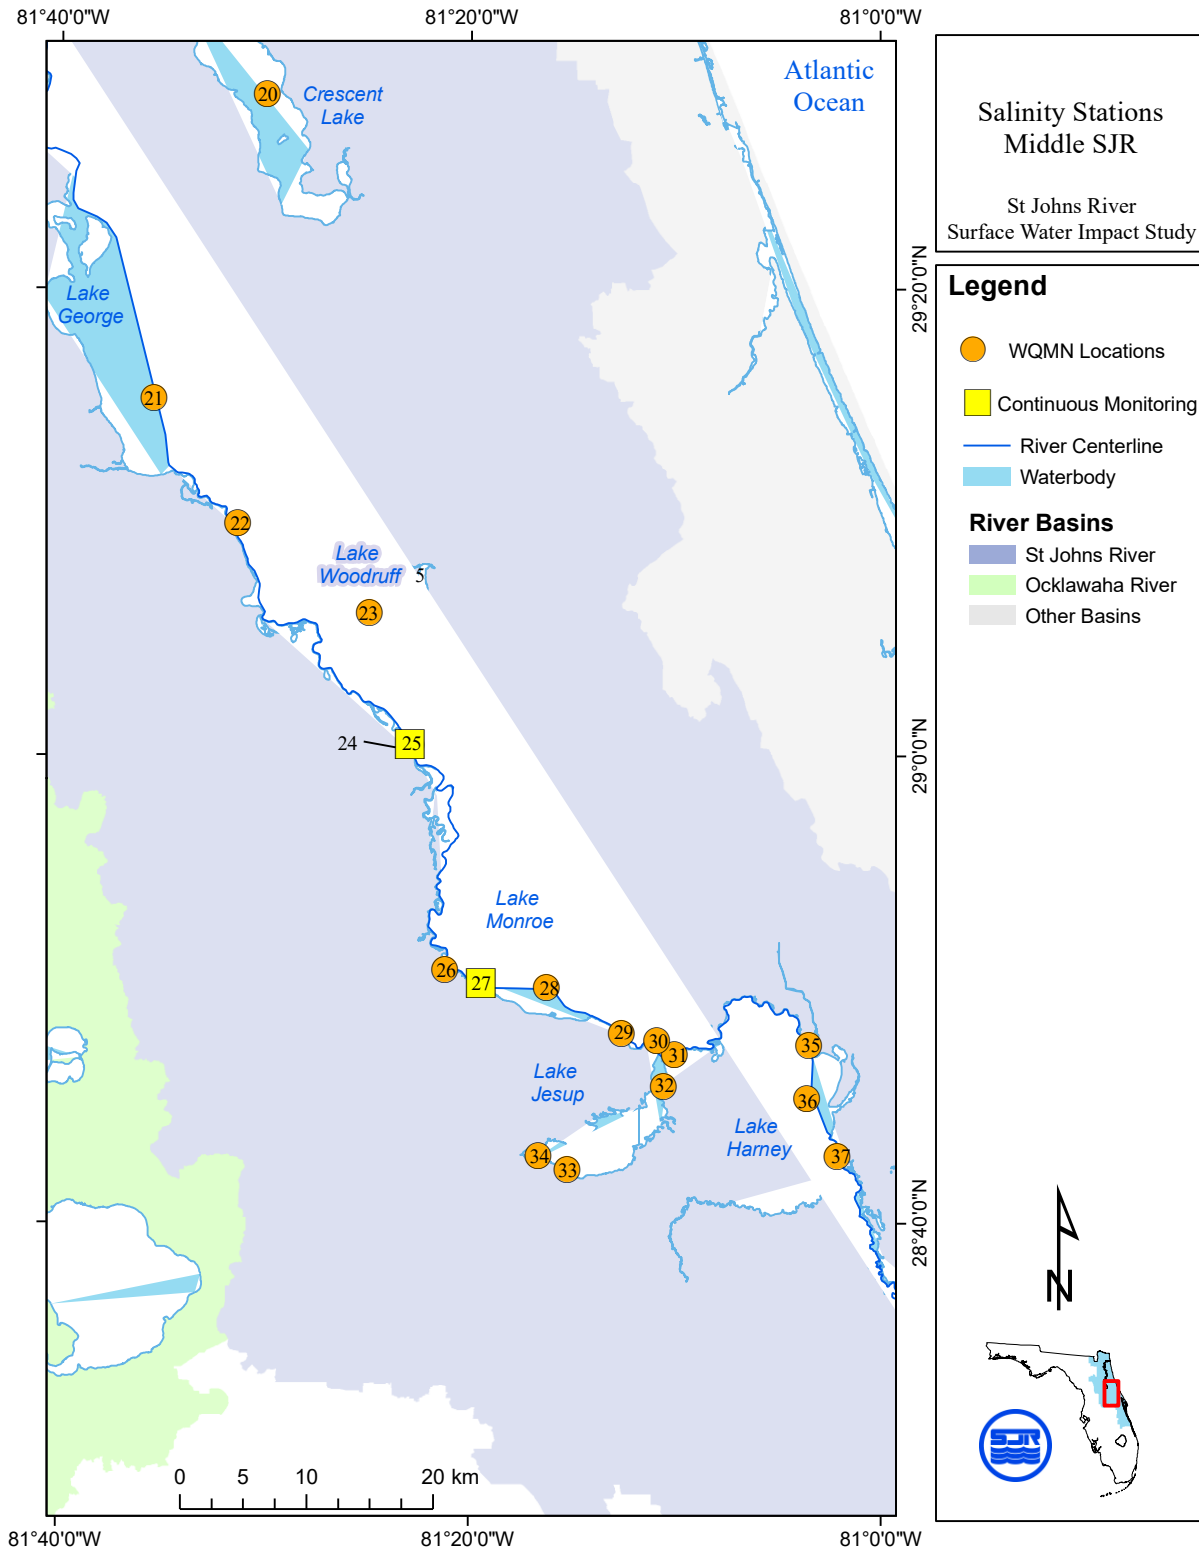 81°40'0"W
81°20'0"W
81°0'0"W
Atlantic
Ocean
20
Crescent
Lake
Lake
George
21
22
Lake
Woodruff
5
23
24
25
Lake
Monroe
26
27
28
29
30
31
32
Lake
Jesup
34
33
35
36
Lake
Harney
37
29°20'0"N
29°0'0"N
28°40'0"N
0
5
10
20 km
81°40'0"W
81°20'0"W
81°0'0"W
Salinity Stations
Middle SJR
St Johns River
Surface Water Impact Study
Legend
WQMN Locations
Continuous Monitoring
River Centerline
Waterbody
River Basins
St Johns River
Ocklawaha River
Other Basins
N
SJR